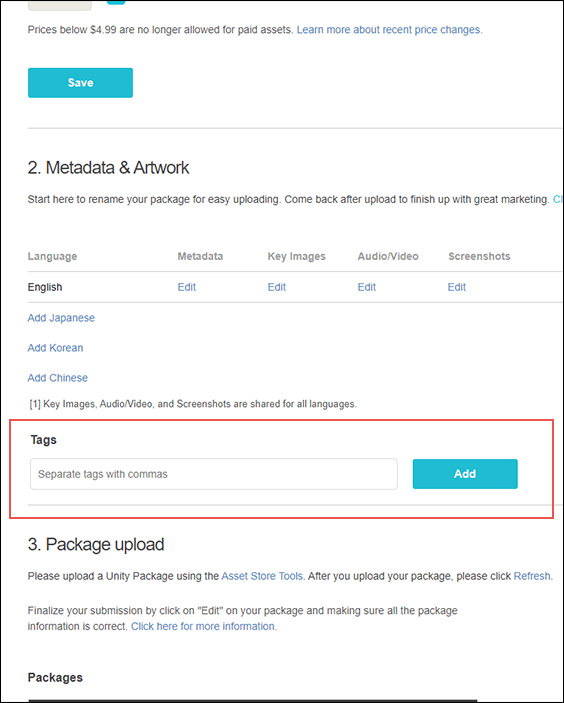 Prices below $4.99 are no longer allowed for paid assets. Learn more about recent price changes.
Save
2. Metadata & Artwork
Start here to rename your package for easy uploading. Come back after upload to finish up with great marketing.
Language Metadata Key Images Audio/Video Screenshots
English Edit Edit Edit Edit
Add Japanese
Add Korean
Add Chinese
[1] Key Images, Audio/Video, and Screenshots are shared for all languages.
Tags
Separate tags with commas Add
3. Package upload
Please upload a Unity Package using the Asset Store Tools. After you upload your package, please click Refresh.
Finalize your submission by click on "Edit" on your package and making sure all the package
information is correct. Click here for more information.
Packages